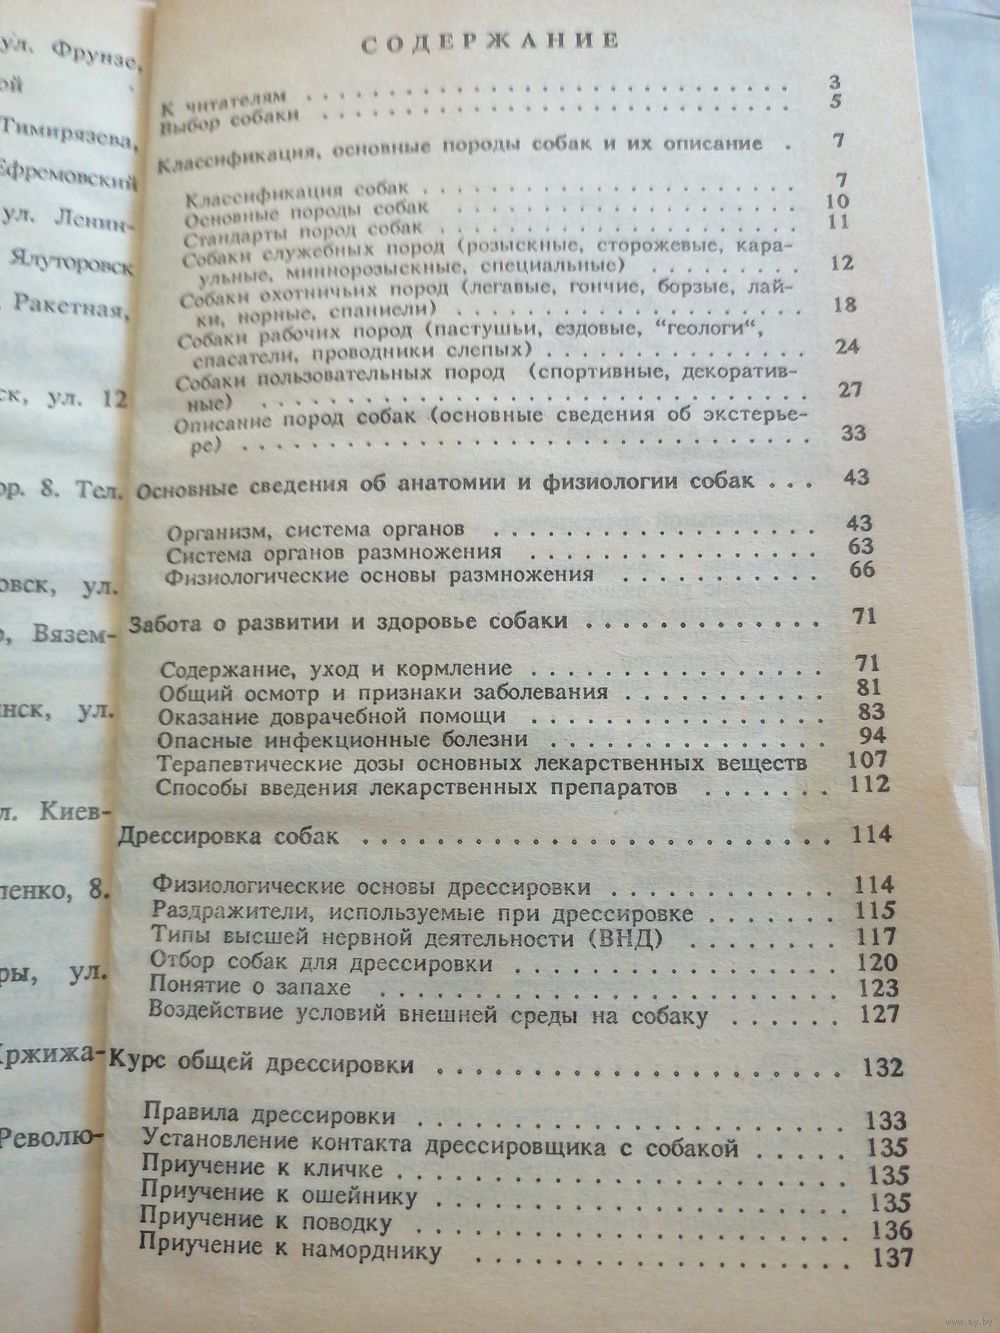 ул. Фрунзе,
ой
Тимирязева,
Ефремовский
ул. Ленин-
Ялуторовск
Ракетная,
ск, ул. 12
ор. 8. Тел.
овск, ул.
о, Вязем-
нск, ул.
л. Киев-
ленко, 8.
ры, ул.
Кржижа-
Револю-
СОДЕРЖАНИЕ
К читателям . . . 3
Выбор собаки . . . 5
Классификация, основные породы собак и их описание . 7
Классификация собак . . . 7
Основные породы собак . . . 10
Стандарты пород собак . . . 11
Собаки служебных пород (розыскные, сторожевые, кара-
ульные, миннорозыскные, специальные) . . . 12
Собаки охотничьих пород (легавые, гончие, борзые, лай-
ки, норные, спаниели) . . . 18
Собаки рабочих пород (пастушьи, ездовые, “геологи“,
спасатели, проводники слепых) . . . 24
Собаки пользовательных пород (спортивные, декоратив-
ные) . . . 27
Описание пород собак (основные сведения об экстерье-
ре) . . . 33
Основные сведения об анатомии и физиологии собак . . . 43
Организм, система органов . . . 43
Система органов размножения . . . 63
Физиологические основы размножения . . . 66
Забота о развитии и здоровье собаки . . . 71
Содержание, уход и кормление . . . 71
Общий осмотр и признаки заболевания . . . 81
Оказание доврачебной помощи . . . 83
Опасные инфекционные болезни . . . 94
Терапевтические дозы основных лекарственных веществ 107
Способы введения лекарственных препаратов . . . 112
Дрессировка собак . . . 114
Физиологические основы дрессировки . . . 114
Раздражители, используемые при дрессировке . . . 115
Типы высшей нервной деятельности (ВНД) . . . 117
Отбор собак для дрессировки . . . 120
Понятие о запахе . . . 123
Воздействие условий внешней среды на собаку . . . 127
Курс общей дрессировки . . . 132
Правила дрессировки . . . 133
Установление контакта дрессировщика с собакой . . . 135
Приучение к кличке . . . 135
Приучение к ошейнику . . . 135
Приучение к поводку . . . 136
Приучение к наморднику . . . 137
www.ay.by